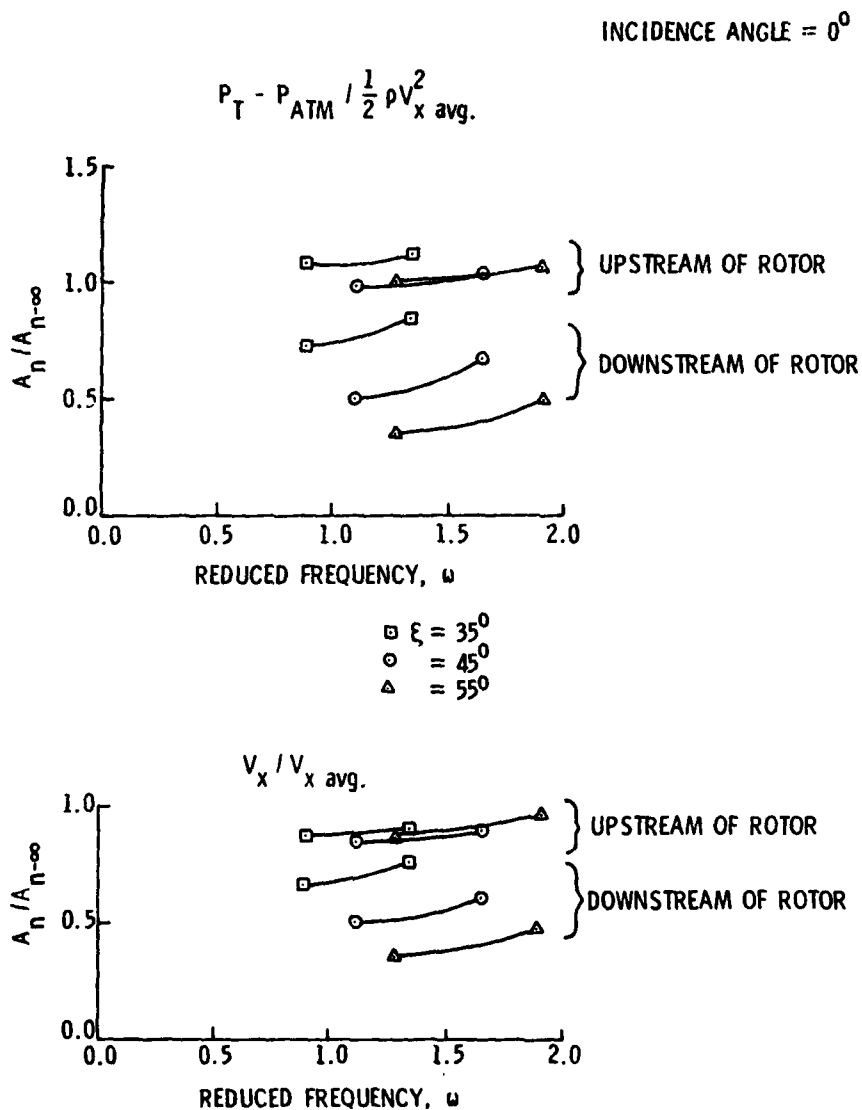 INCIDENCE ANGLE = 0⁰
P_T - P_ATM / 1/2 ρV²_x avg.
1.5
1.0
0.5
0.0
A_n / A_n-∞
UPSTREAM OF ROTOR
DOWNSTREAM OF ROTOR
0.0 0.5 1.0 1.5 2.0
REDUCED FREQUENCY, ω
ξ = 35⁰
= 45⁰
= 55⁰
V_x / V_x avg.
1.0
0.5
0.0
A_n / A_n-∞
UPSTREAM OF ROTOR
DOWNSTREAM OF ROTOR
0.0 0.5 1.0 1.5 2.0
REDUCED FREQUENCY, ω